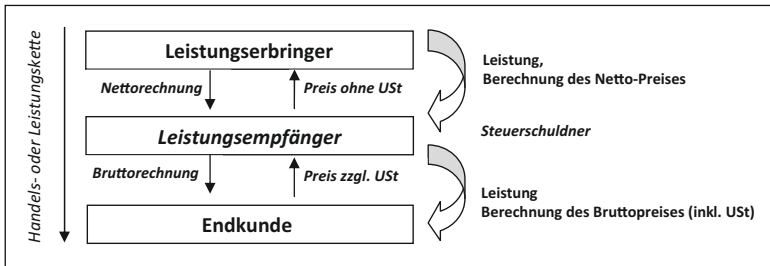 Handels- oder Leistungskette
Leistungserbringer
Nettorechnung
Preis ohne USt
Leistung,
Berechnung des Netto-Preises
Leistungsempfänger
Steuerschuldner
Bruttorechnung
Preis zzgl. USt
Leistung
Berechnung des Bruttopreises (inkl. USt)
Endkunde